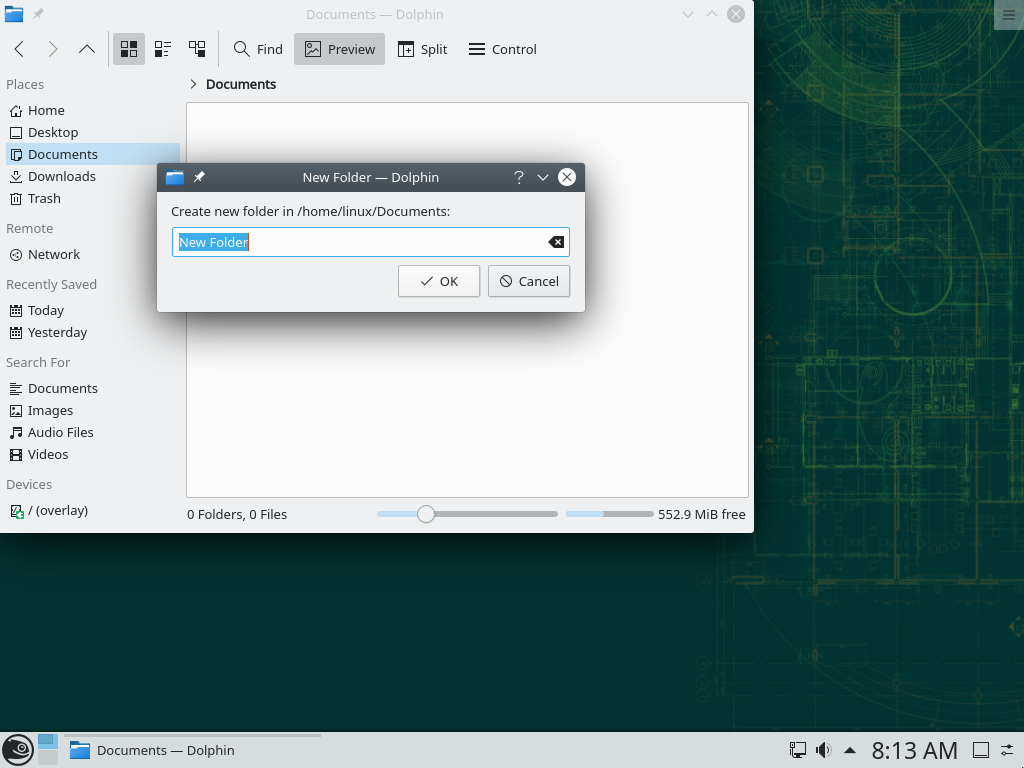 Documents — Dolphin
Find
Preview
Split
Control
Places
Documents
Home
Desktop
Documents
Downloads
Trash
Remote
Network
Recently Saved
Today
Yesterday
Search For
Documents
Images
Audio Files
Videos
Devices
/ (overlay)
New Folder — Dolphin
?
Create new folder in /home/linux/Documents:
New Folder
OK
Cancel
0 Folders, 0 Files
552.9 MiB free
Documents — Dolphin
8:13 AM